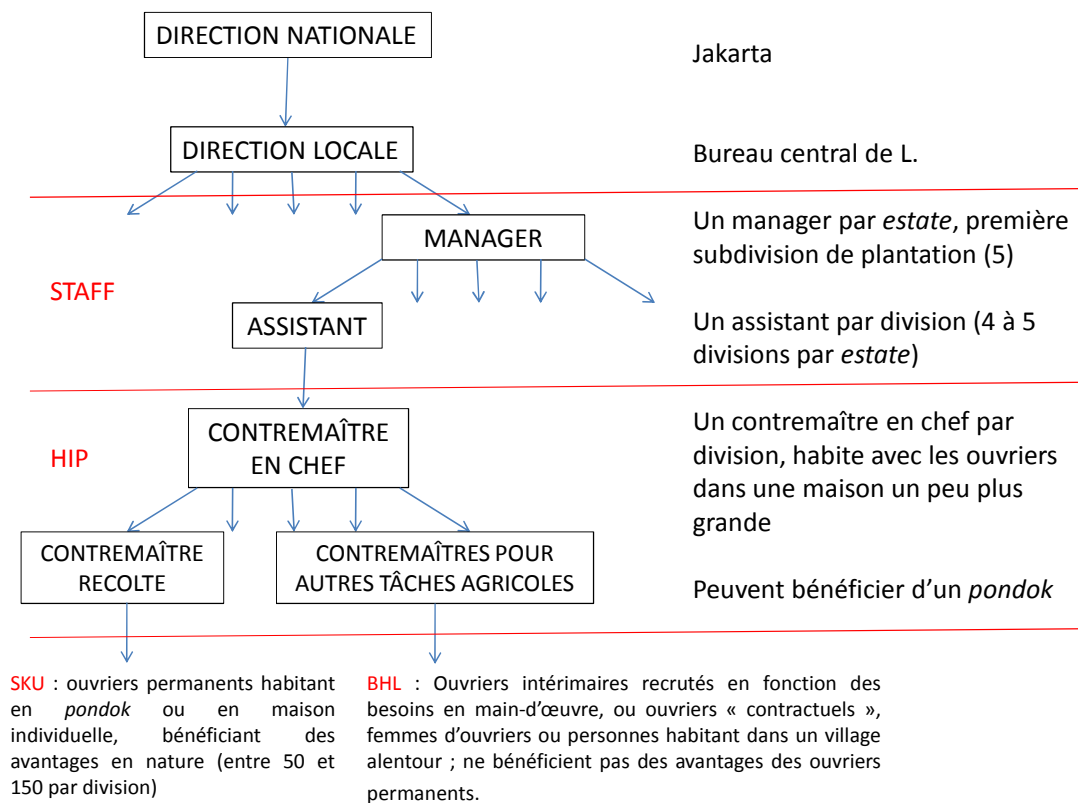 DIRECTION NATIONALE
Jakarta
DIRECTION LOCALE
Bureau central de L.
STAFF
MANAGER
Un manager par estate, première
subdivision de plantation (5)
ASSISTANT
Un assistant par division (4 à 5
divisions par estate)
HIP
CONTREMAÎTRE
EN CHEF
Un contremaître en chef par
division, habite avec les ouvriers
dans une maison un peu plus
grande
CONTREMAÎTRE
RECOLTE
CONTREMAÎTRES POUR
AUTRES TÂCHES AGRICOLES
Peuvent bénéficier d'un pondok
SKU : ouvriers permanents habitant
en pondok ou en maison
individuelle, bénéficiant des
avantages en nature (entre 50 et
150 par division)
BHL : Ouvriers intérimaires recrutés en fonction des
besoins en main-d'œuvre, ou ouvriers « contractuels »,
femmes d'ouvriers ou personnes habitant dans un village
alentour ; ne bénéficient pas des avantages des ouvriers
permanents.